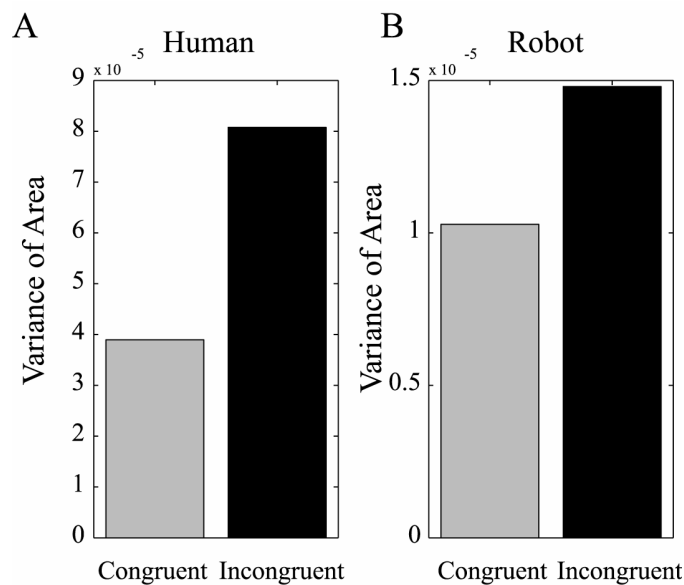 A
Human
x 10 -5
Variance of Area
9
8
7
6
5
4
3
2
1
0
Congruent Incongruent
B
Robot
x 10 -5
Variance of Area
1.5
1
0.5
0
Congruent Incongruent